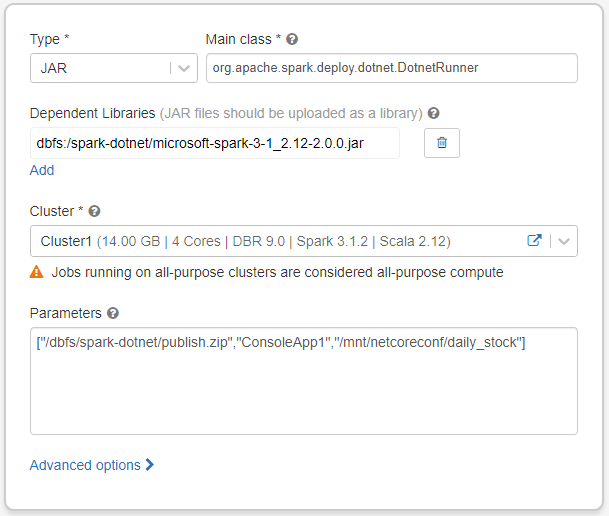 Type * Main class *
JAR org.apache.spark.deploy.dotnet.DotnetRunner
Dependent Libraries (JAR files should be uploaded as a library)
dbfs:/spark-dotnet/microsoft-spark-3-1_2.12-2.0.0.jar
Add
Cluster *
Cluster1 (14.00 GB | 4 Cores | DBR 9.0 | Spark 3.1.2 | Scala 2.12)
Jobs running on all-purpose clusters are considered all-purpose compute
Parameters
["/dbfs/spark-dotnet/publish.zip","ConsoleApp1","/mnt/netcoreconf/daily_stock"]
Advanced options